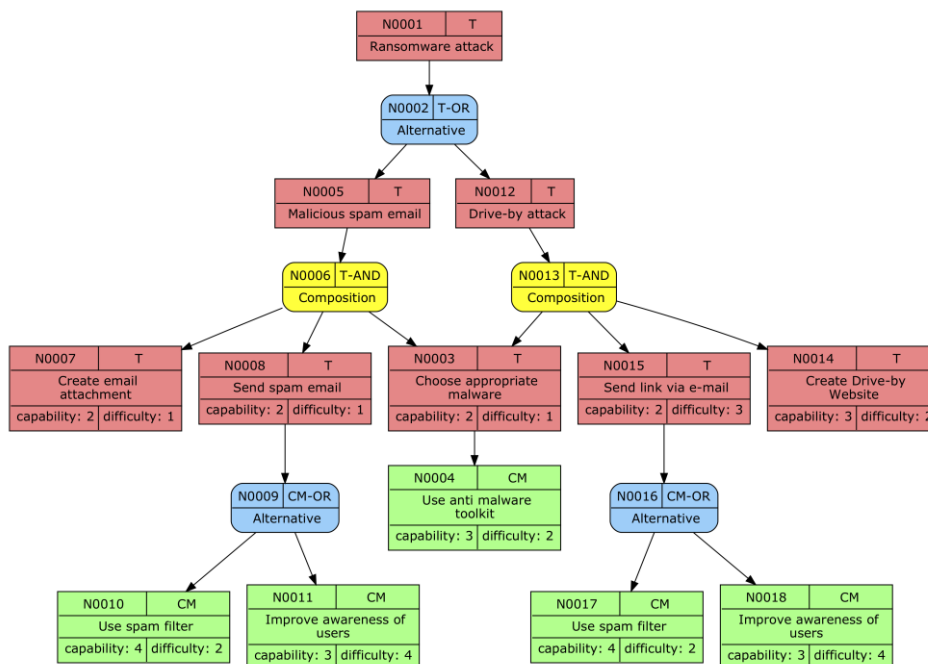 N0001 T
Ransomware attack
N0002 T-OR
Alternative
N0005 T
Malicious spam email
N0012 T
Drive-by attack
N0006 T-AND
Composition
N0013 T-AND
Composition
N0007 T
Create email
attachment
capability: 2 difficulty: 1
N0008 T
Send spam email
capability: 2 difficulty: 1
N0003 T
Choose appropriate
malware
capability: 2 difficulty: 1
N0015 T
Send link via e-mail
capability: 2 difficulty: 3
N0014 T
Create Drive-by
Website
capability: 3 difficulty: 2
N0009 CM-OR
Alternative
N0004 CM
Use anti malware
toolkit
capability: 3 difficulty: 2
N0016 CM-OR
Alternative
N0010 CM
Use spam filter
capability: 4 difficulty: 2
N0011 CM
Improve awareness of
users
capability: 3 difficulty: 4
N0017 CM
Use spam filter
capability: 4 difficulty: 2
N0018 CM
Improve awareness of
users
capability: 3 difficulty: 4